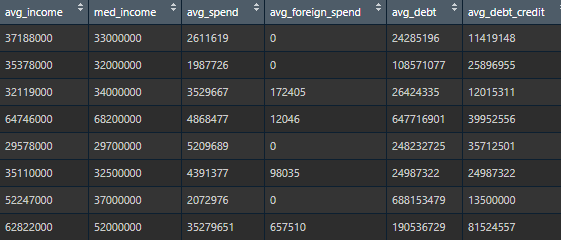 avg_income med_income avg_spend avg_foreign_spend avg_debt avg_debt_credit
37188000 33000000 2611619 0 24285196 11419148
35378000 32000000 1987726 0 108571077 25896955
32119000 34000000 3529667 172405 26424335 12015311
64746000 68200000 4868477 12046 647716901 39952556
29578000 29700000 5209689 0 248232725 35712501
35110000 32500000 4391377 98035 24987322 24987322
52247000 37000000 2072976 0 688153479 13500000
62822000 52000000 35279651 657510 190536729 81524557